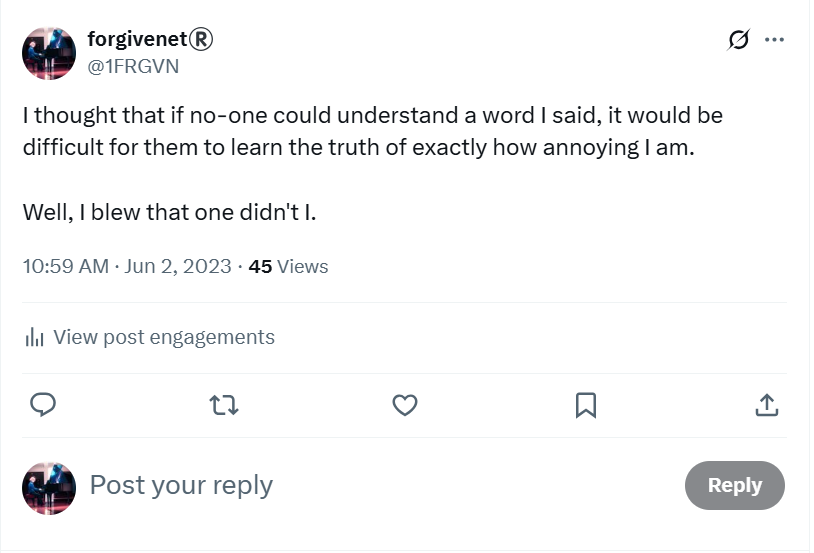 forgivenet®
@1FRGVN
I thought that if no-one could understand a word I said, it would be
difficult for them to learn the truth of exactly how annoying I am.
Well, I blew that one didn't I.
10:59 AM · Jun 2, 2023 · 45 Views
View post engagements
Post your reply
Reply